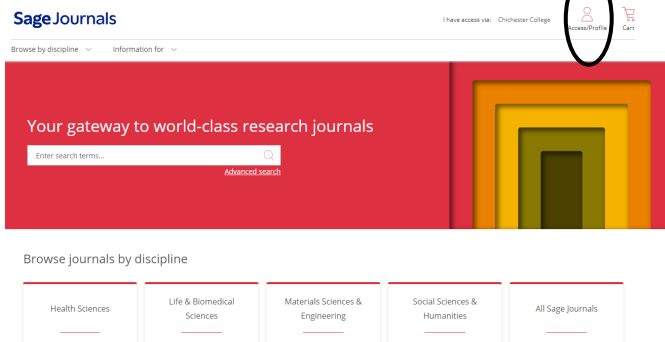 Sage Journals
I have access via: Chichester College
Access/Profile
Cart
Browse by discipline
Information for
Your gateway to world-class research journals
Enter search terms...
Advanced search
Browse journals by discipline
Health Sciences
Life & Biomedical
Sciences
Materials Sciences &
Engineering
Social Sciences &
Humanities
All Sage Journals